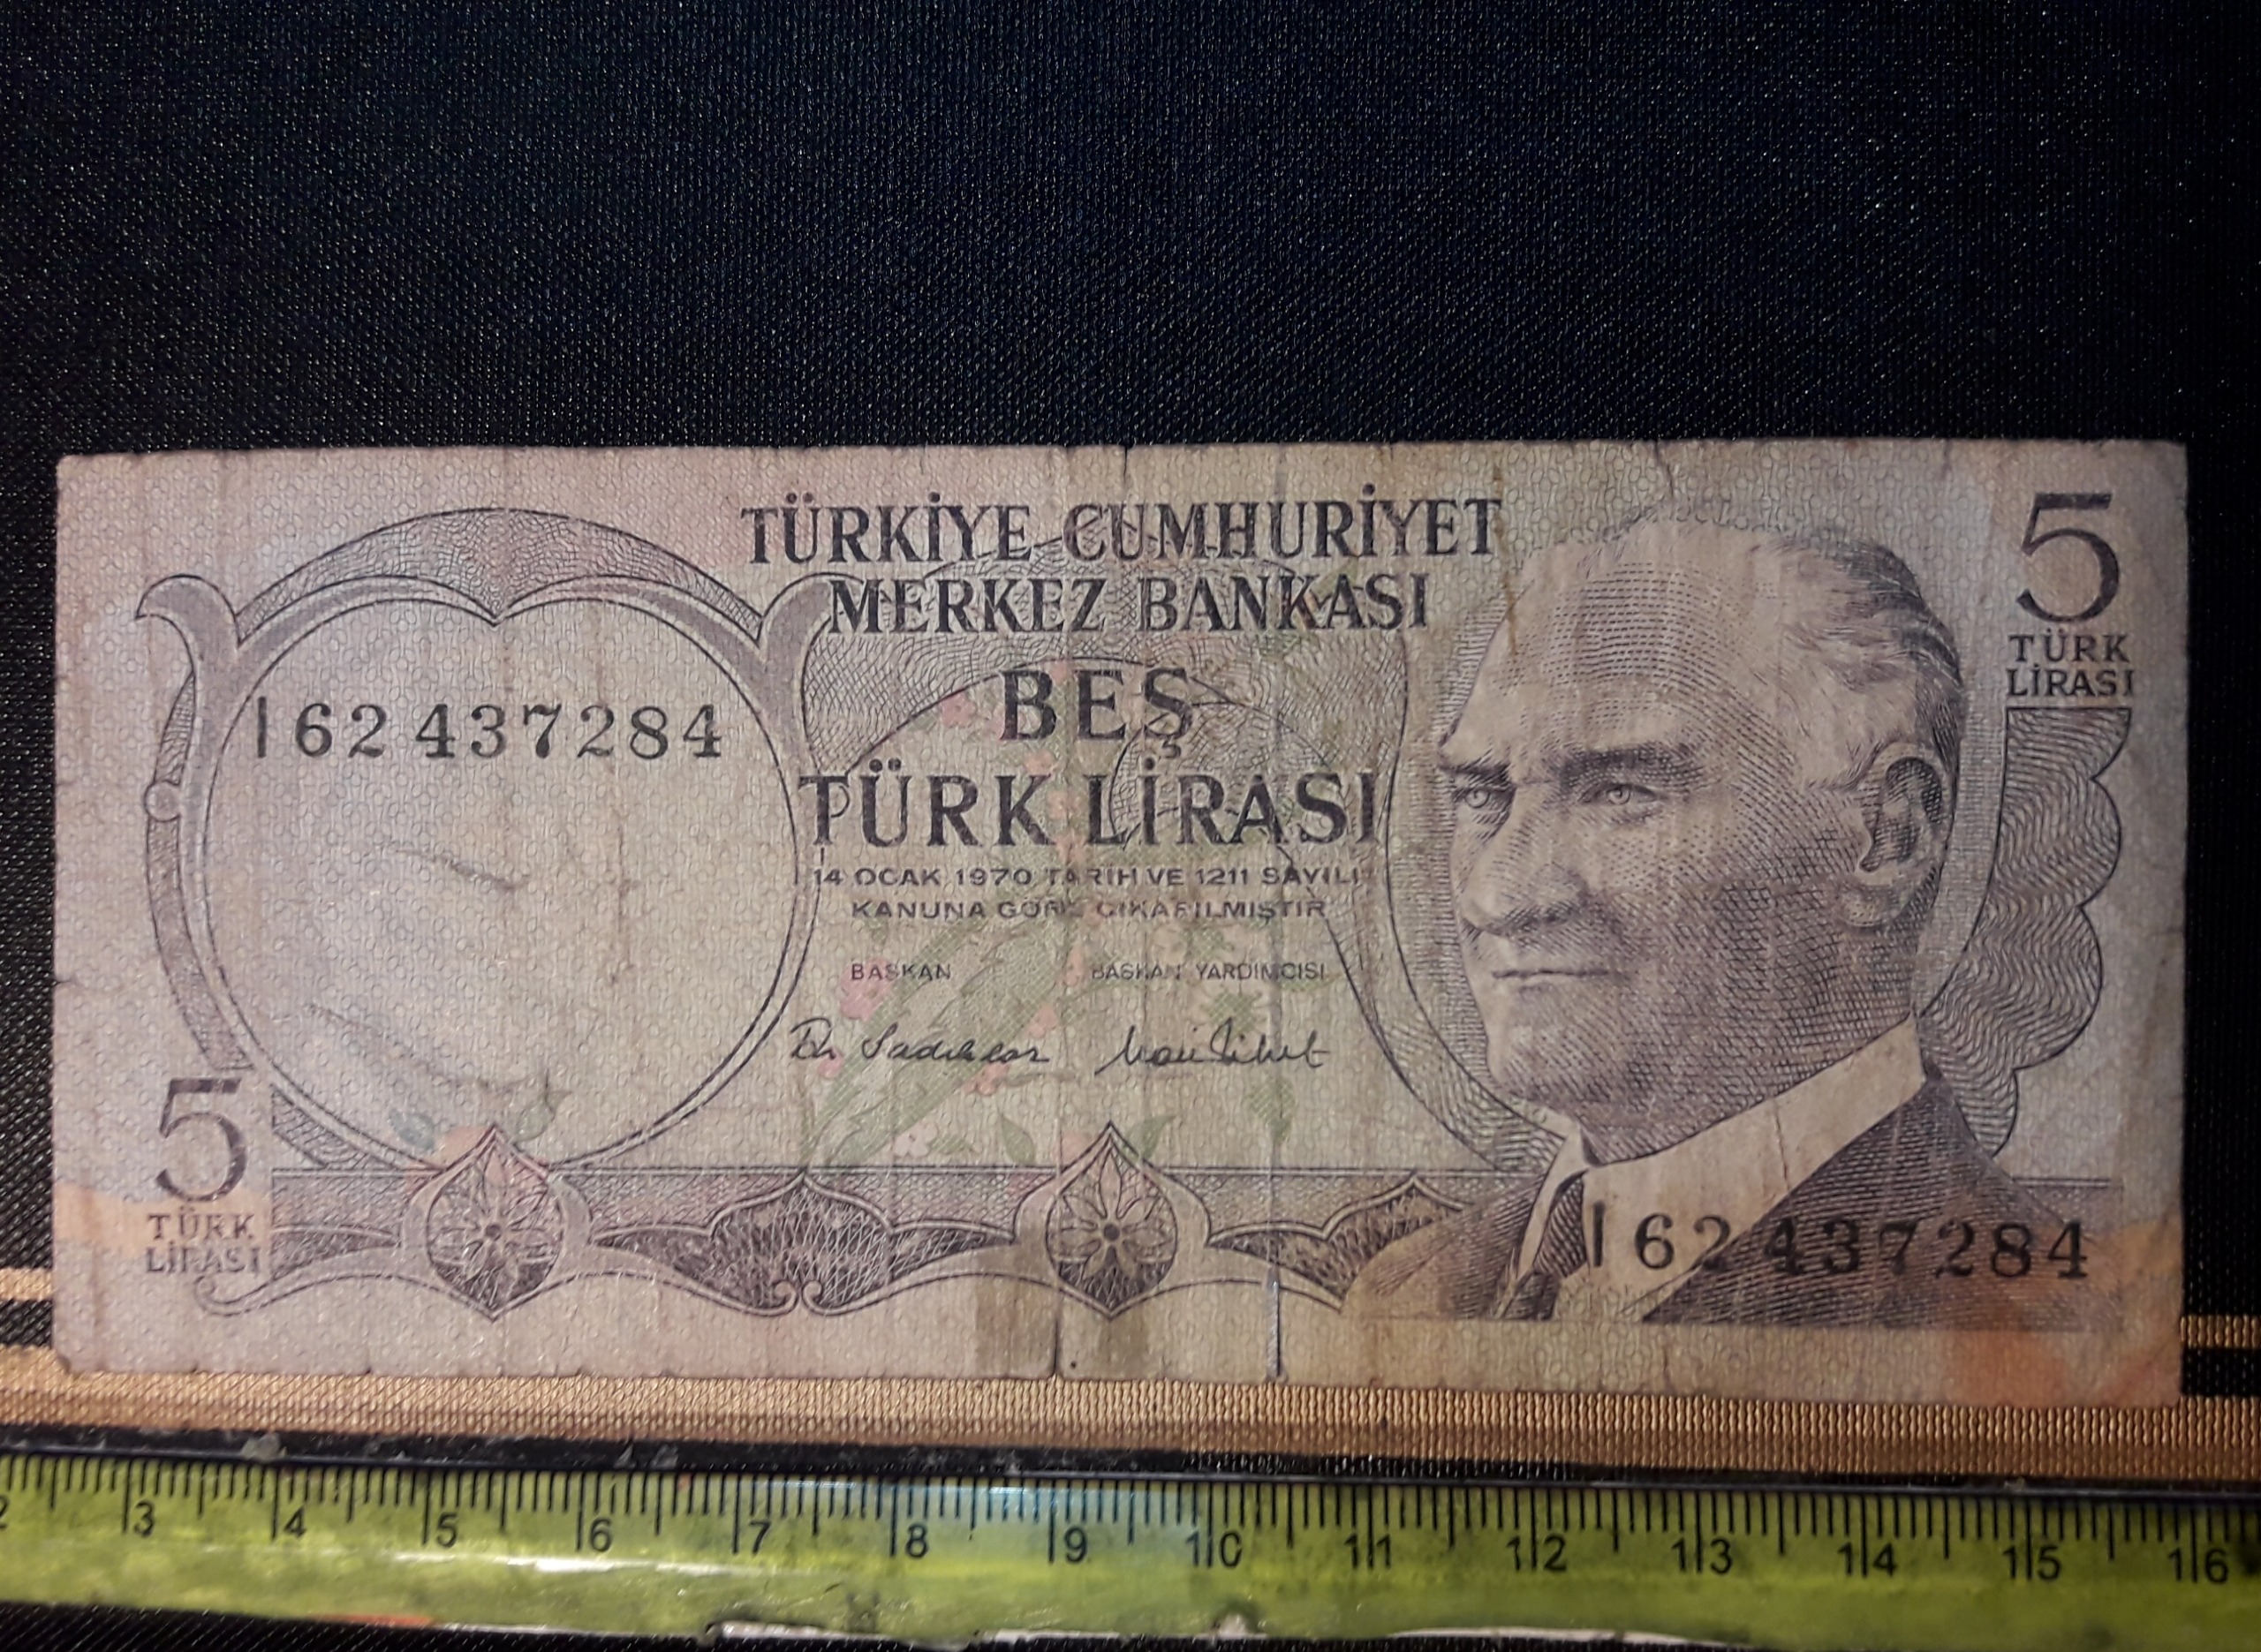 TÜRKİYE CUMHURİYET
MERKEZ BANKASI
5
TÜRK
LİRASI
I62 437284
BEŞ
TÜRK LİRASI
14 OCAK 1970 TARİH VE 1211 SAYILI
KANUNA GÖRE ÇIKARILMIŞTIR
BAŞKAN
BAŞKAN YARDIMCISI
5
TÜRK
LİRASI
I62 437284
2 3 4 5 6 7 8 9 10 11 12 13 14 15 16